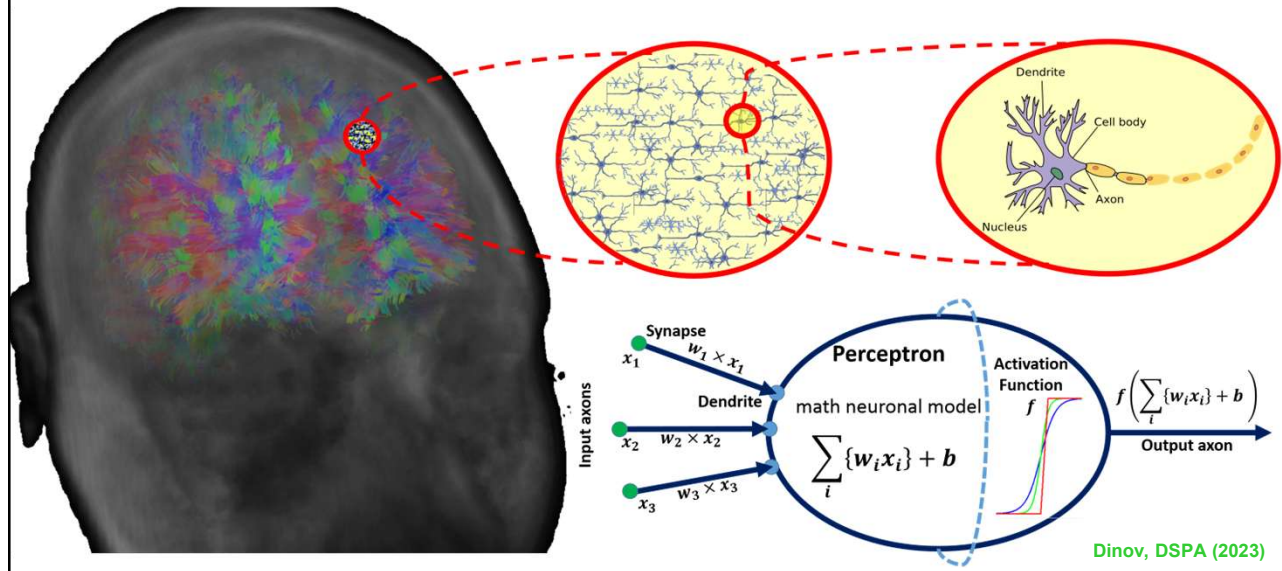 Dendrite
Cell body
Axon
Nucleus
Synapse
x₁
w₁ × x₁
Dendrite
Input axons
x₂
w₂ × x₂
x₃
w₃ × x₃
Perceptron
math neuronal model
∑ᵢ{wᵢxᵢ} + b
Activation
Function
f
f(∑ᵢ{wᵢxᵢ} + b)
Output axon
Dinov, DSPA (2023)